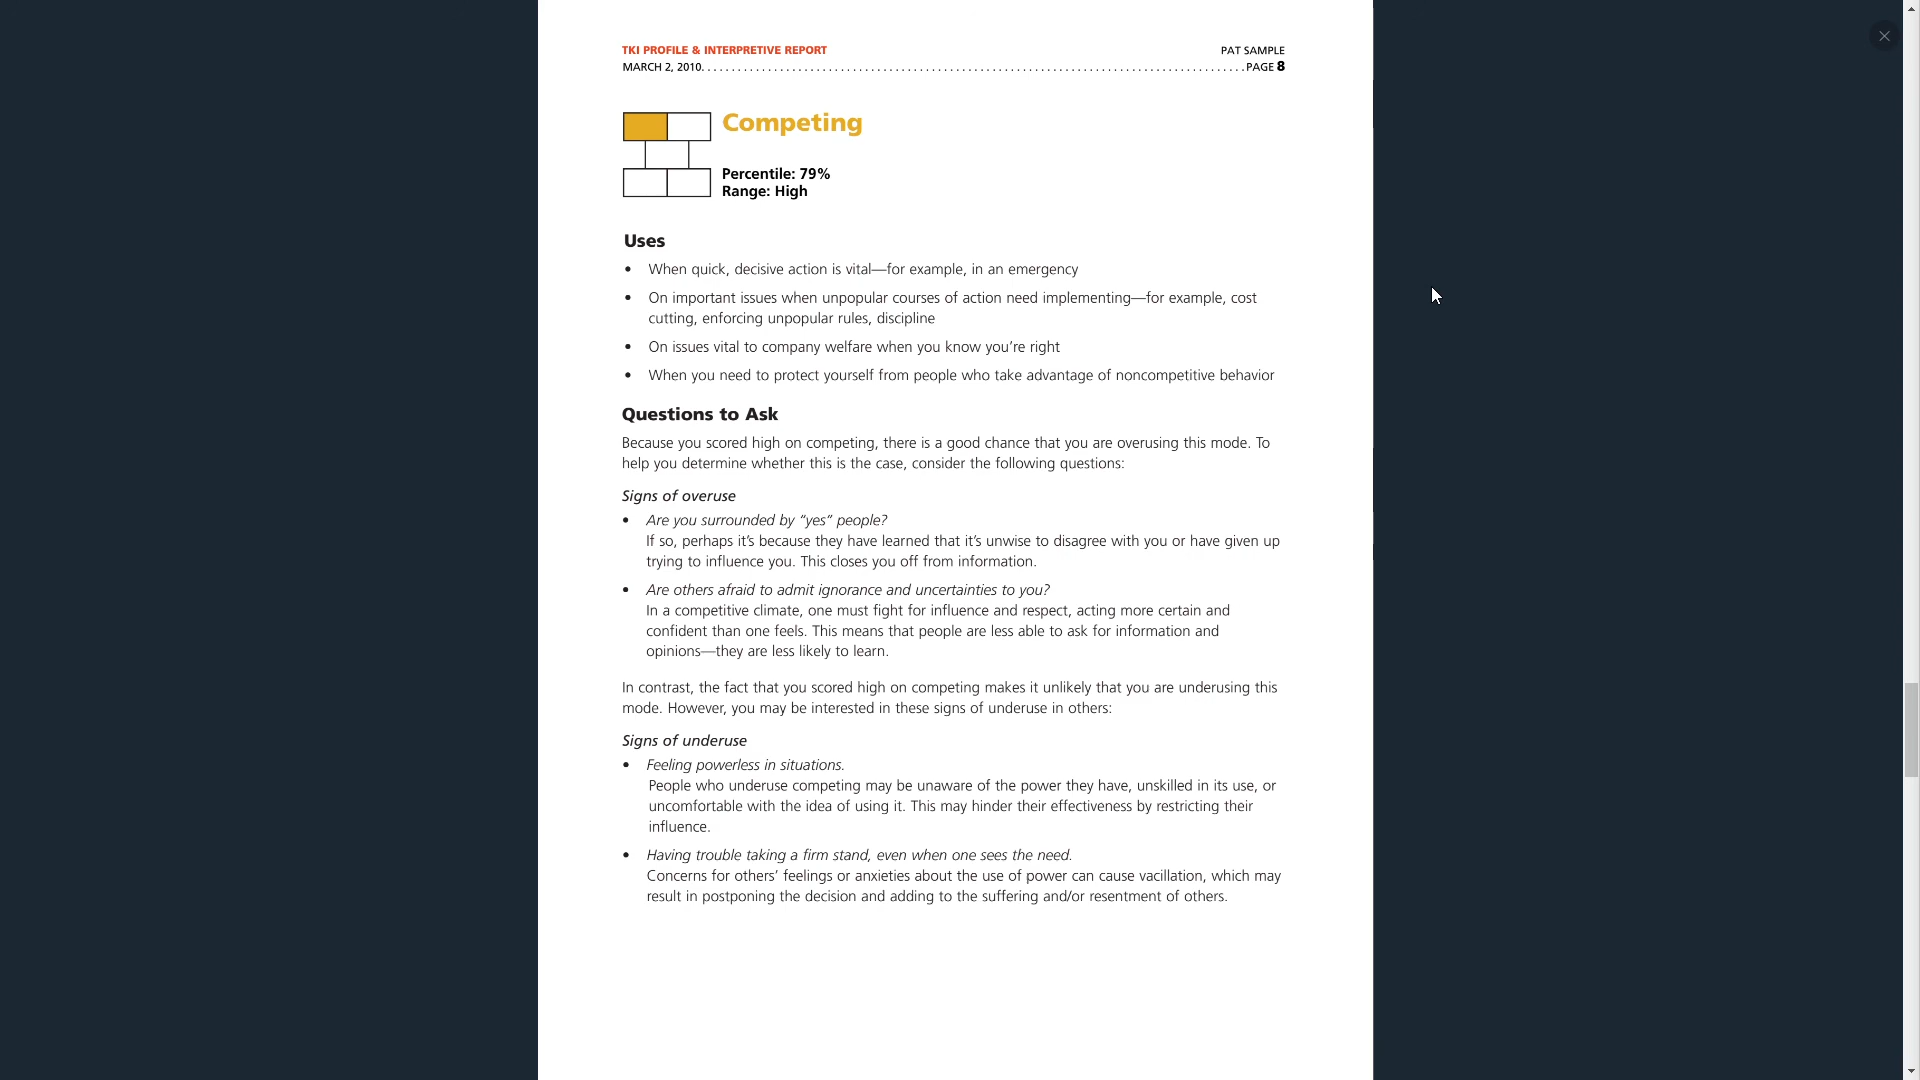 TKI PROFILE & INTERPRETIVE REPORT
PAT SAMPLE
MARCH 2, 2010. . . . . . . . . . . . . . . . . . . . . . . . . . . . . . . . . . . . . . . . . . . . . . . . . . . . . . . . . . . . . . . . . . . . . . . . . . . . . . . . . . . . . . . . . . PAGE 8
Competing
Percentile: 79%
Range: High
Uses
• When quick, decisive action is vital—for example, in an emergency
• On important issues when unpopular courses of action need implementing—for example, cost
cutting, enforcing unpopular rules, discipline
• On issues vital to company welfare when you know you’re right
• When you need to protect yourself from people who take advantage of noncompetitive behavior
Questions to Ask
Because you scored high on competing, there is a good chance that you are overusing this mode. To
help you determine whether this is the case, consider the following questions:
Signs of overuse
• Are you surrounded by “yes” people?
If so, perhaps it’s because they have learned that it’s unwise to disagree with you or have given up
trying to influence you. This closes you off from information.
• Are others afraid to admit ignorance and uncertainties to you?
In a competitive climate, one must fight for influence and respect, acting more certain and
confident than one feels. This means that people are less able to ask for information and
opinions—they are less likely to learn.
In contrast, the fact that you scored high on competing makes it unlikely that you are underusing this
mode. However, you may be interested in these signs of underuse in others:
Signs of underuse
• Feeling powerless in situations.
People who underuse competing may be unaware of the power they have, unskilled in its use, or
uncomfortable with the idea of using it. This may hinder their effectiveness by restricting their
influence.
• Having trouble taking a firm stand, even when one sees the need.
Concerns for others’ feelings or anxieties about the use of power can cause vacillation, which may
result in postponing the decision and adding to the suffering and/or resentment of others.